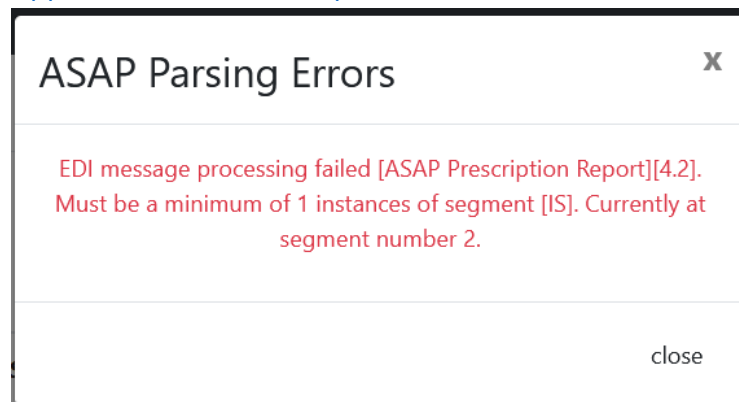 ASAP Parsing Errors
x
EDI message processing failed [ASAP Prescription Report][4.2].
Must be a minimum of 1 instances of segment [IS]. Currently at
segment number 2.
close